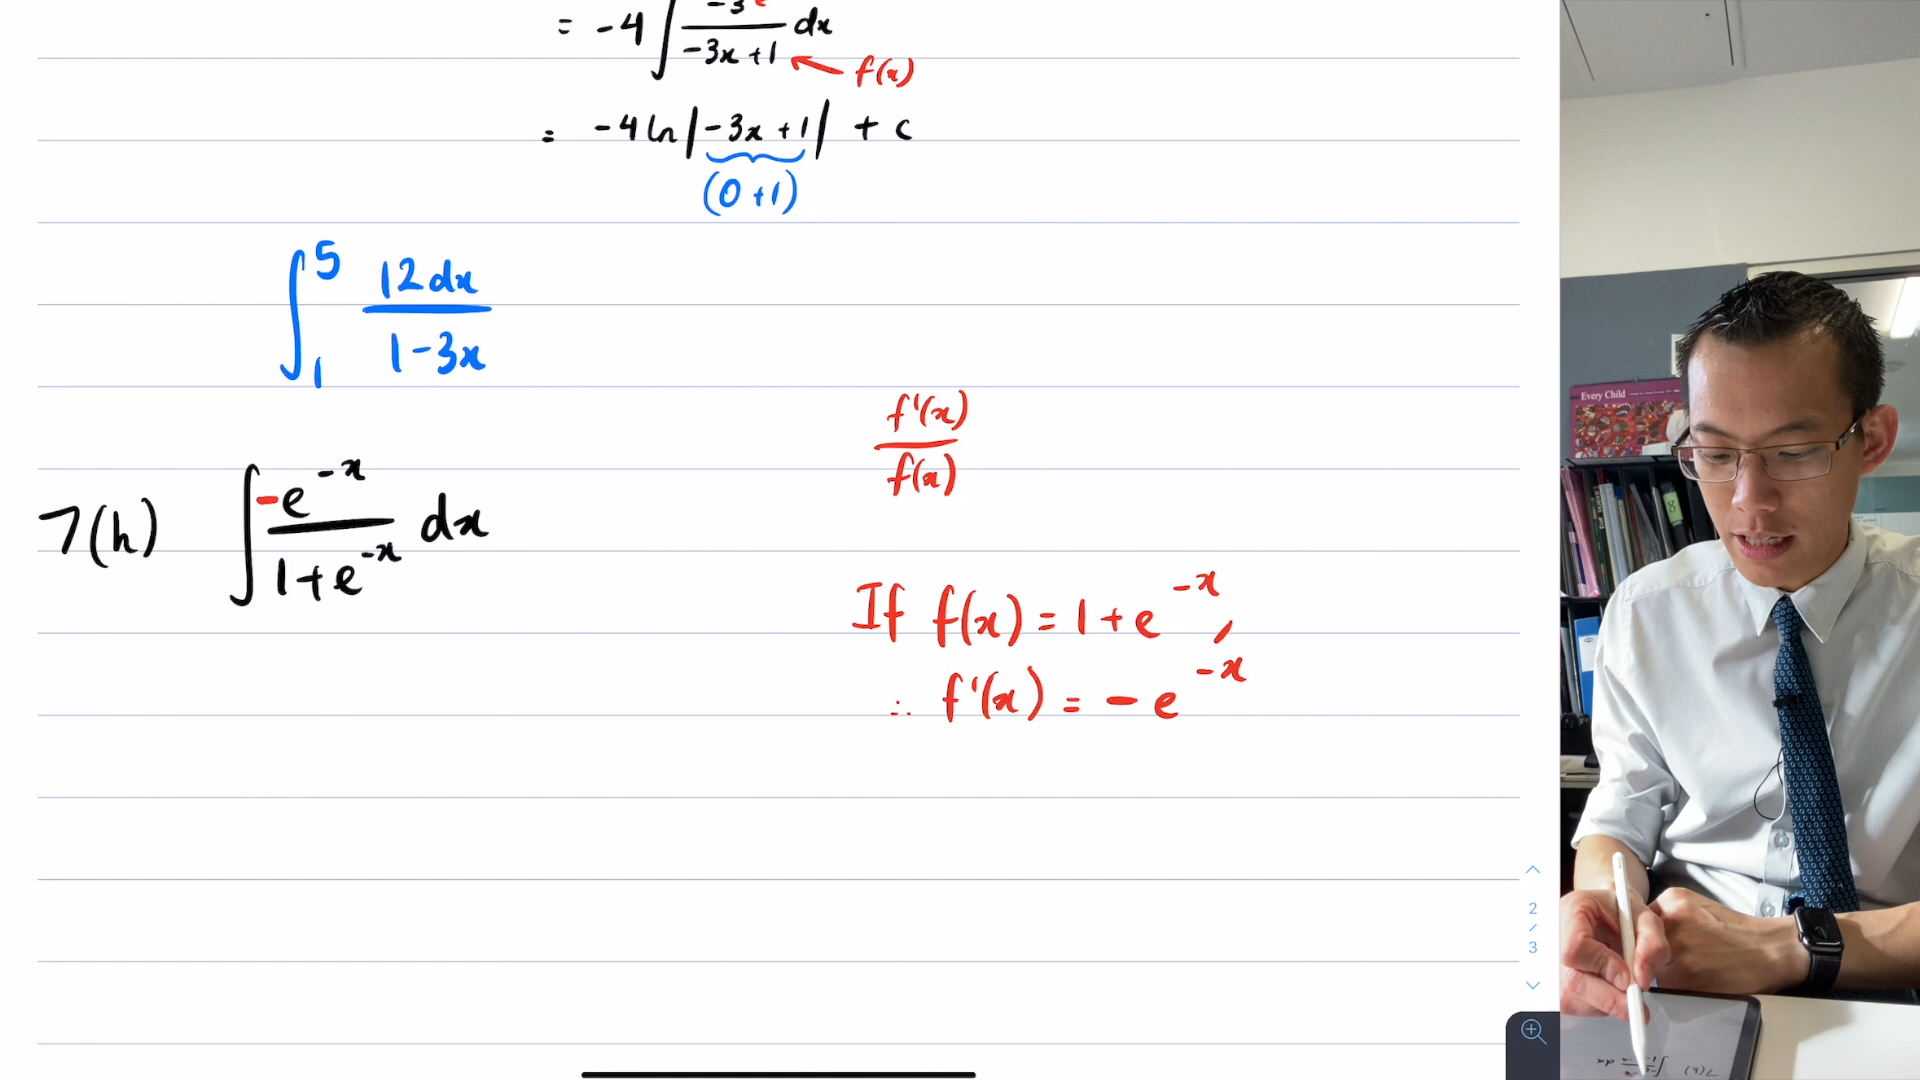 = -4 ∫ -3 / -3x + 1 dx
f(x)
= -4 ln |-3x + 1| + c
(0 + 1)
∫₁⁵ 12dx / 1-3x
f'(x) / f(x)
7(h) ∫ -e^-x / 1+e^-x dx
If f(x) = 1 + e^-x,
∴ f'(x) = - e^-x
Every Child
8
2
/
3